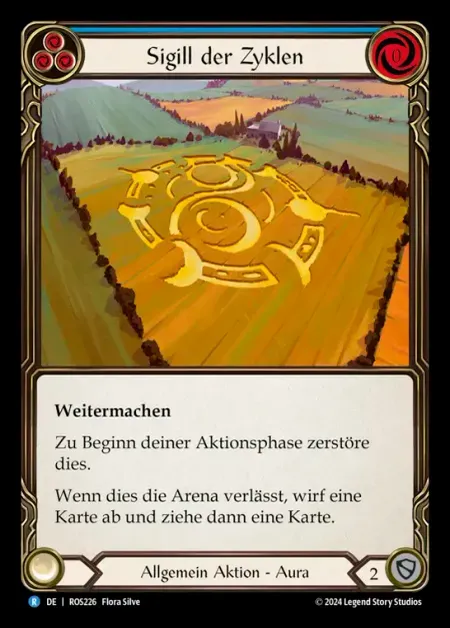 Sigill der Zyklen
0
Weitermachen
Zu Beginn deiner Aktionsphase zerstöre
dies.
Wenn dies die Arena verlässt, wirf eine
Karte ab und ziehe dann eine Karte.
Allgemein Aktion - Aura
2
R DE | ROS226 Flora Silve
© 2024 Legend Story Studios